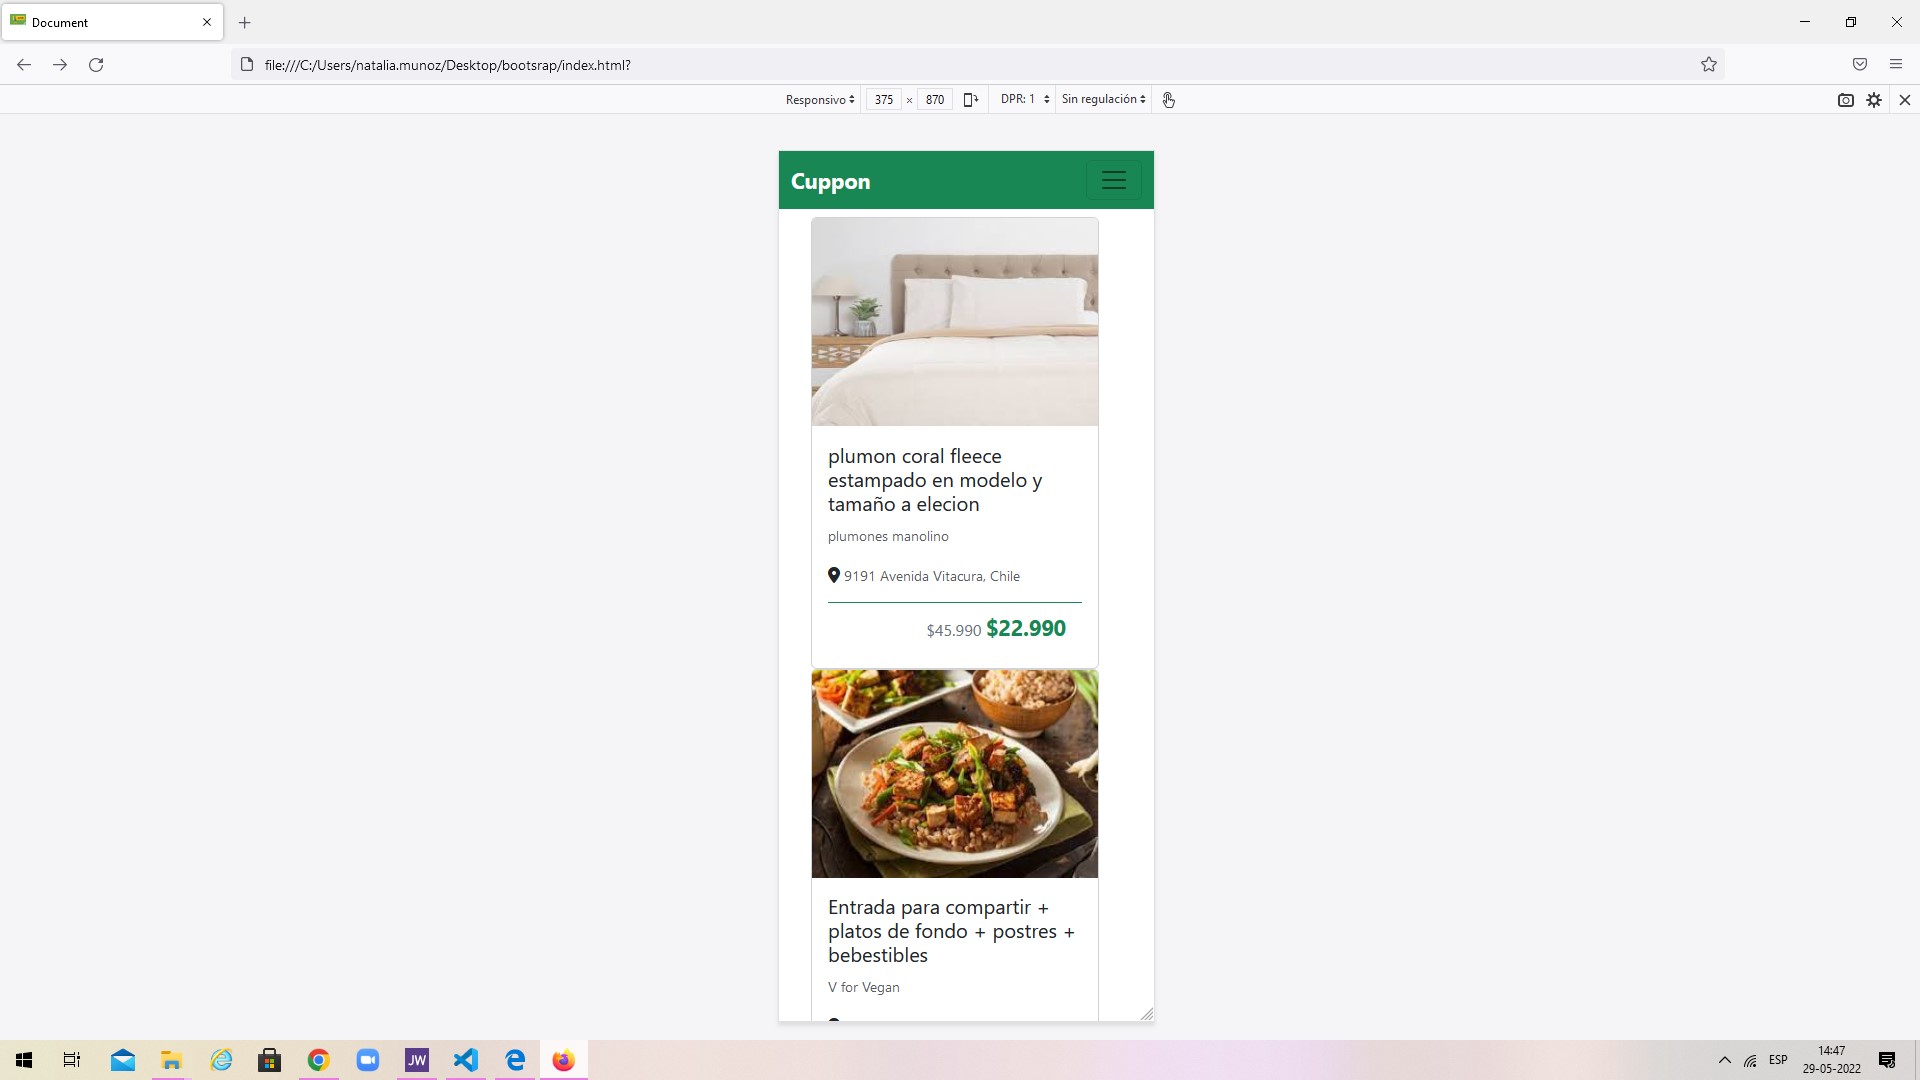 Document
file:///C:/Users/natalia.munoz/Desktop/bootsrap/index.html?
Responsivo 375 × 870 DPR: 1 Sin regulación
Cuppon
plumon coral fleece
estampado en modelo y
tamaño a elecion
plumones manolino
9191 Avenida Vitacura, Chile
$45.990 $22.990
Entrada para compartir +
platos de fondo + postres +
bebestibles
V for Vegan
JW
ESP
14:47
29-05-2022